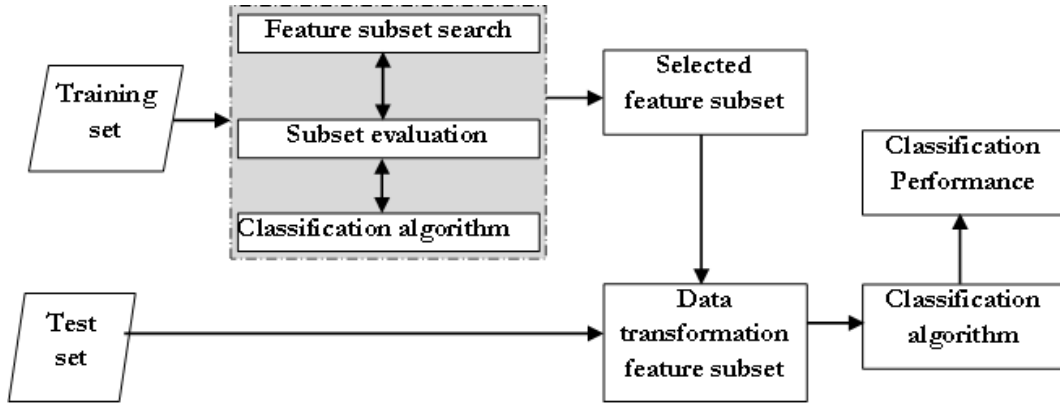 Feature subset search
Training
set
Subset evaluation
Classification algorithm
Selected
feature subset
Classification
Performance
Test
set
Data
transformation
feature subset
Classification
algorithm